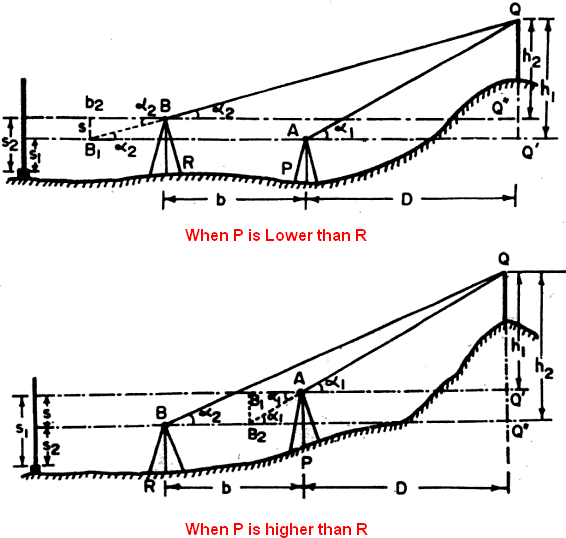 Q
h2
h1
b2
S
α2
B
α2
Q"
S2
S1
B1
α2
A
α1
Q'
R
P
b
D
When P is Lower than R
Q
h1
h2
A
α1
B1
α1
Q'
S
S1
S2
B
α2
B2
α1
Q"
R
P
b
D
When P is higher than R